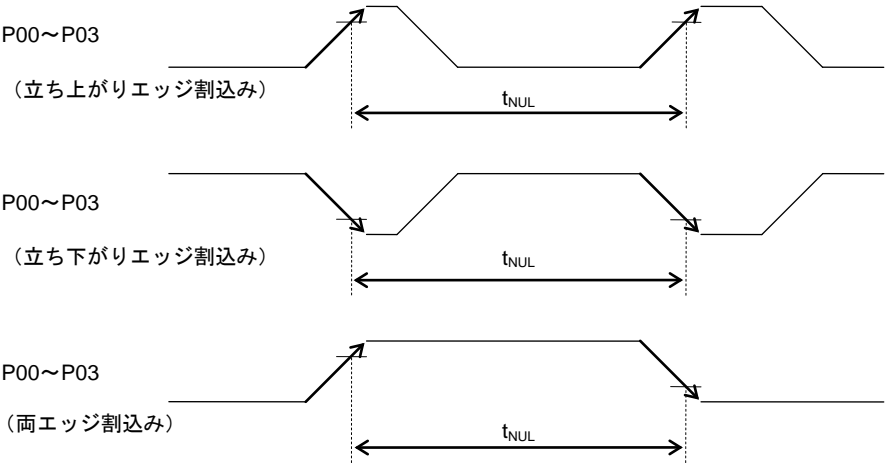 P00～P03
（立ち上がりエッジ割込み）
tNUL
P00～P03
（立ち下がりエッジ割込み）
tNUL
P00～P03
（両エッジ割込み）
tNUL